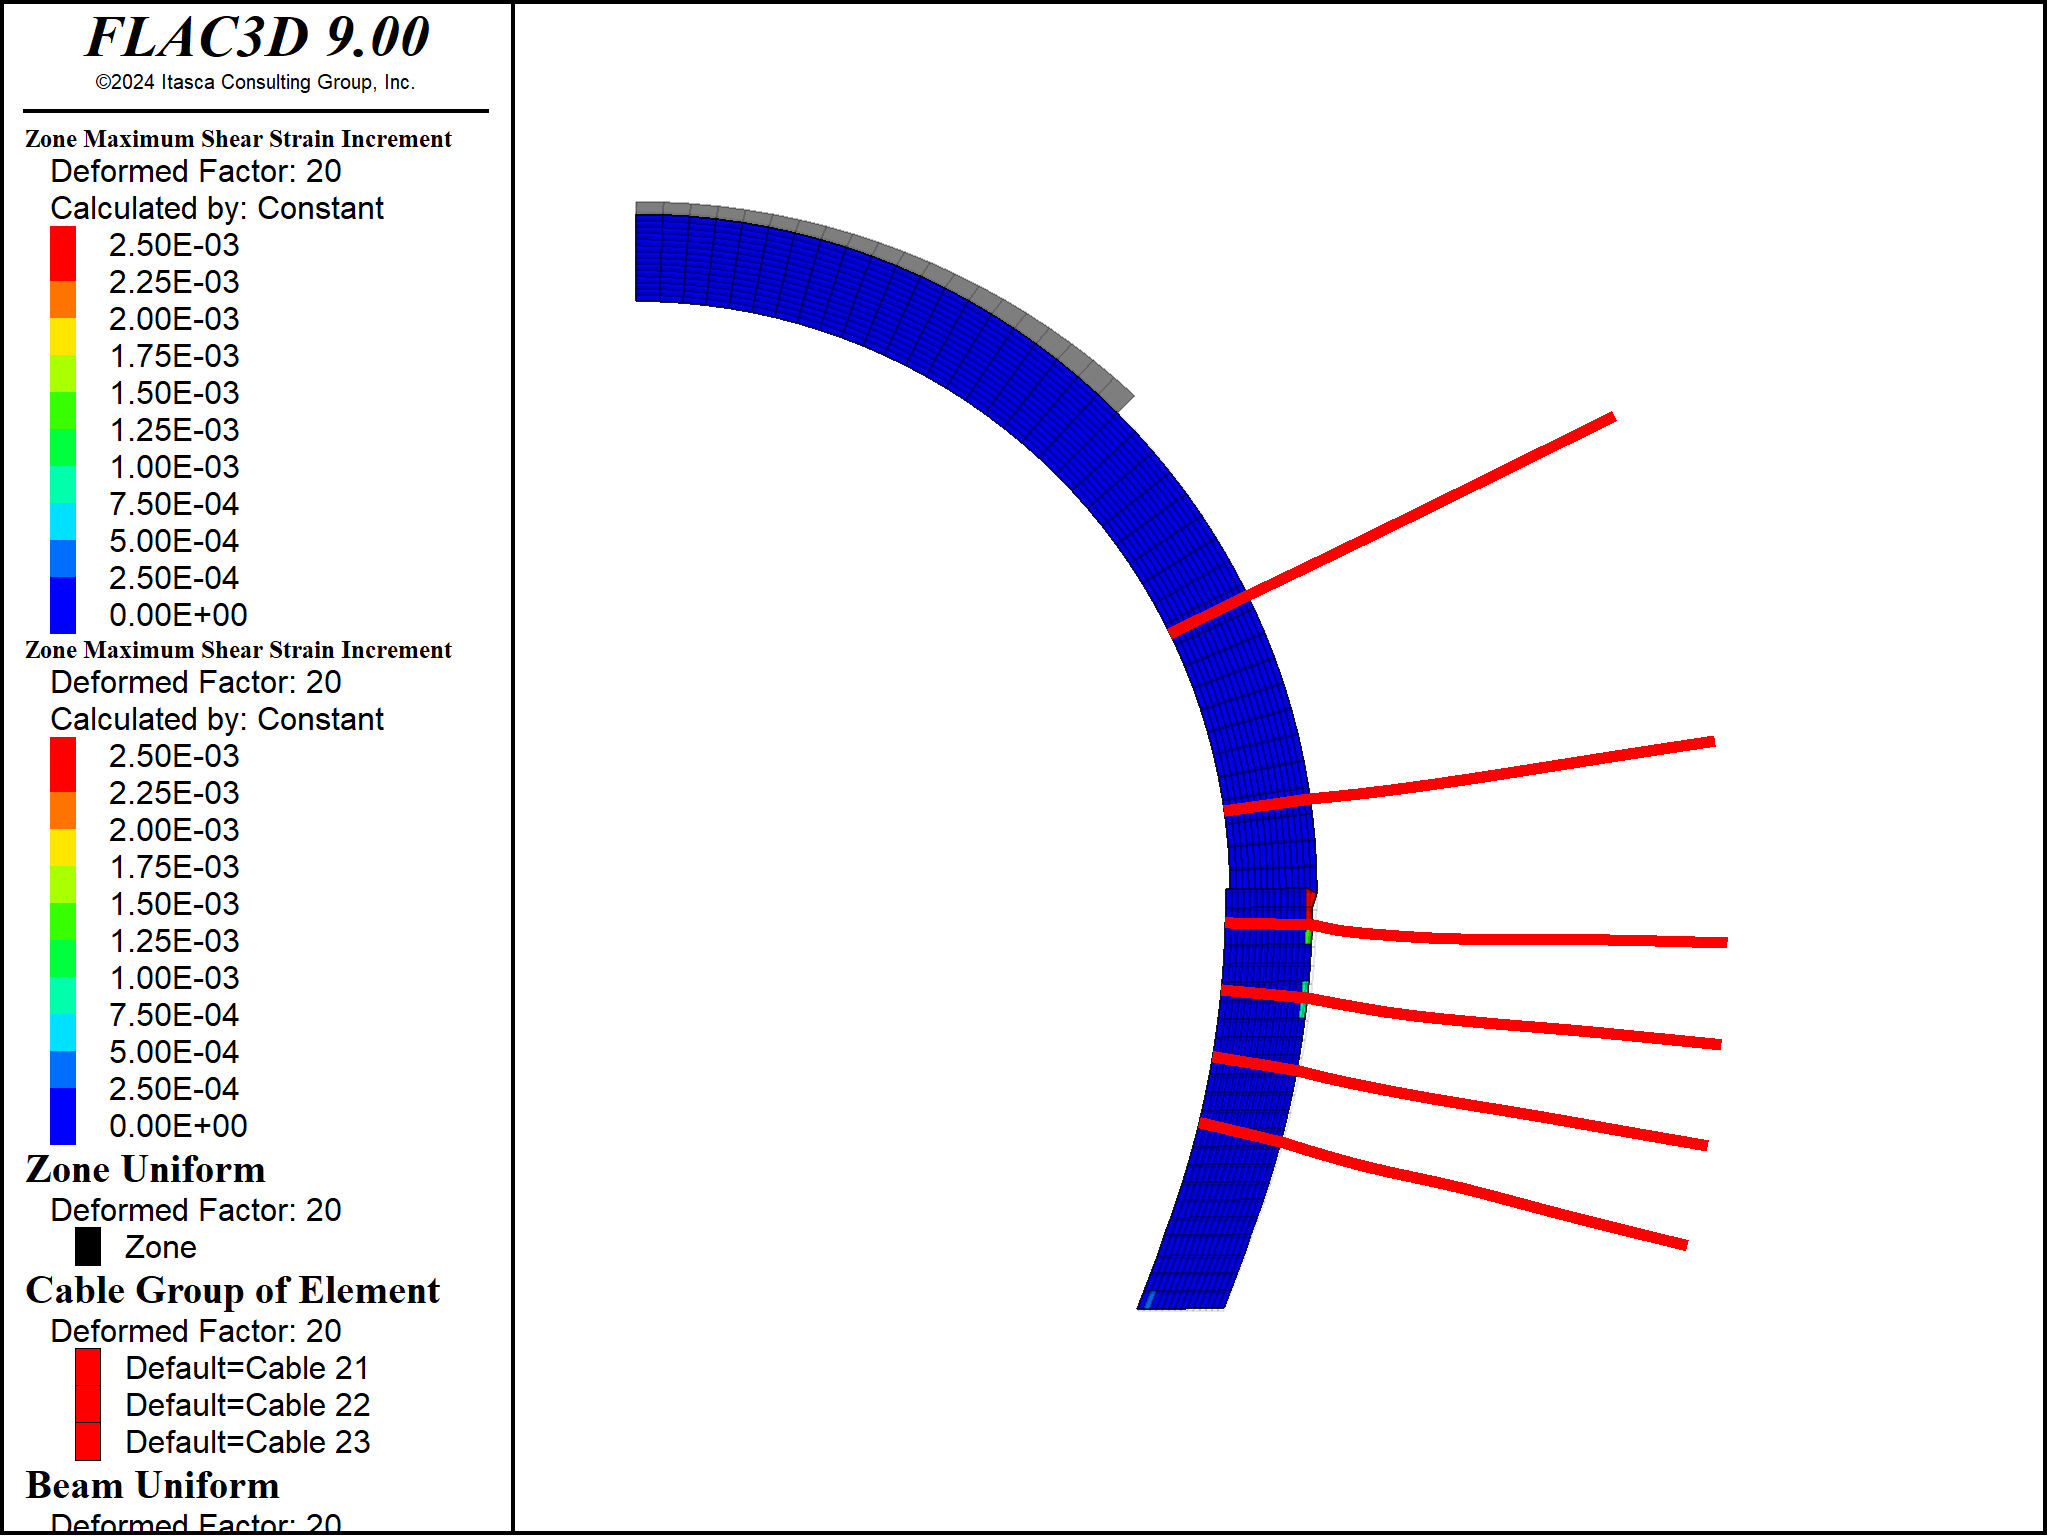 FLAC3D 9.00
©2024 Itasca Consulting Group, Inc.
Zone Maximum Shear Strain Increment
Deformed Factor: 20
Calculated by: Constant
2.50E-03
2.25E-03
2.00E-03
1.75E-03
1.50E-03
1.25E-03
1.00E-03
7.50E-04
5.00E-04
2.50E-04
0.00E+00
Zone Maximum Shear Strain Increment
Deformed Factor: 20
Calculated by: Constant
2.50E-03
2.25E-03
2.00E-03
1.75E-03
1.50E-03
1.25E-03
1.00E-03
7.50E-04
5.00E-04
2.50E-04
0.00E+00
Zone Uniform
Deformed Factor: 20
Zone
Cable Group of Element
Deformed Factor: 20
Default=Cable 21
Default=Cable 22
Default=Cable 23
Beam Uniform
Deformed Factor: 20